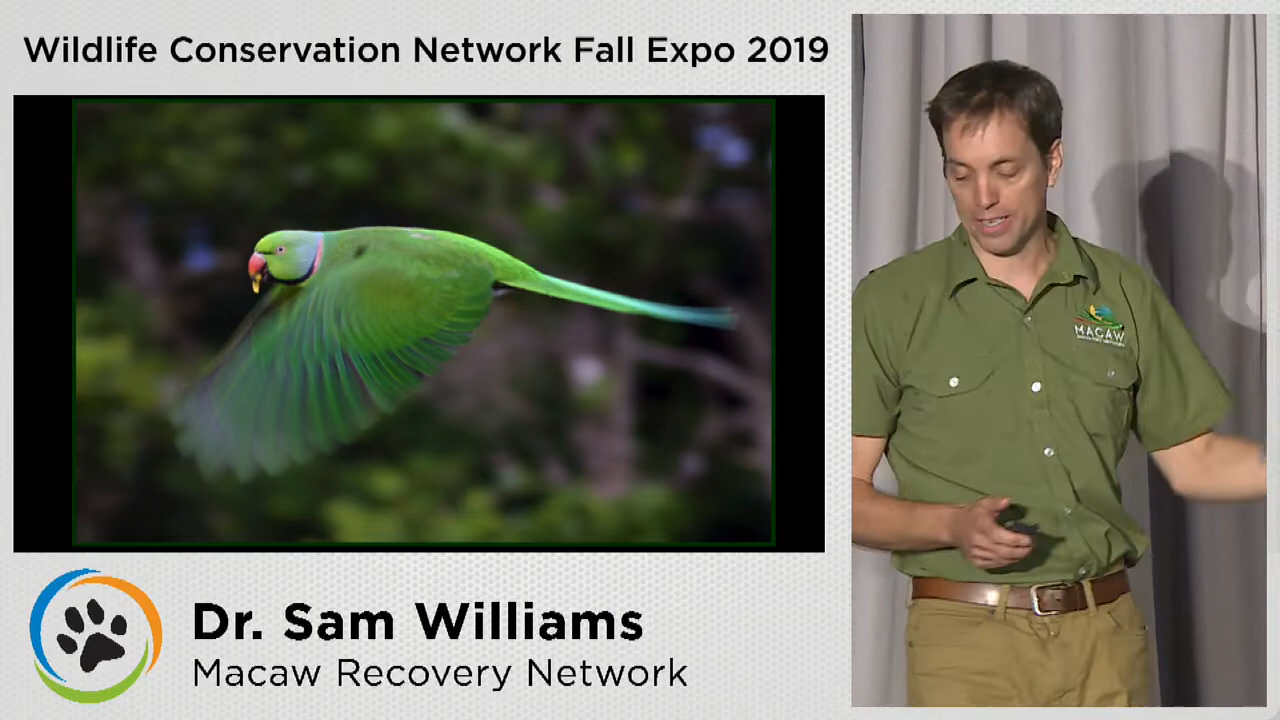 Wildlife Conservation Network Fall Expo 2019
MACAW
Dr. Sam Williams
Macaw Recovery Network